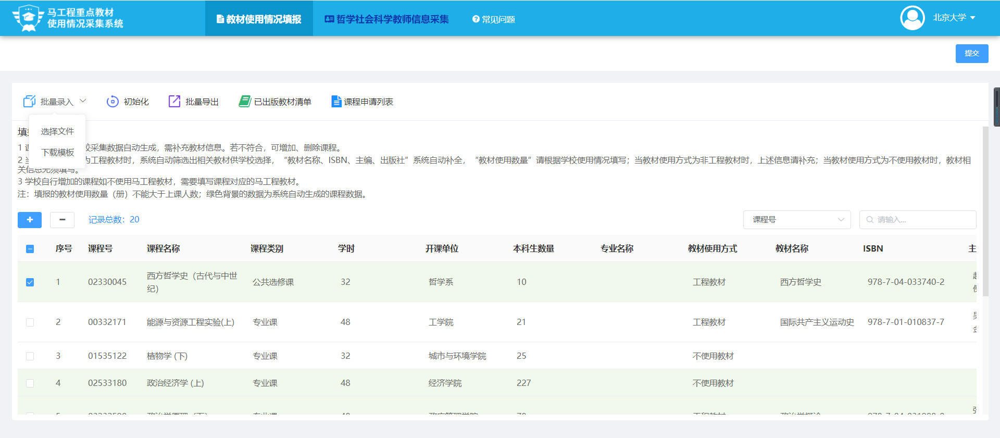 马工程重点教材
使用情况采集系统
教材使用情况填报
哲学社会科学教师信息采集
常见问题
北京大学
提交
批量录入
初始化
批量导出
已出版教材清单
课程申请列表
选择文件
下载模板
填
1 校采集数据自动生成，需补充教材信息。若不符合，可增加、删除课程。
2 当 为工程教材时，系统自动筛选出相关教材供学校选择，“教材名称、ISBN、主编、出版社”系统自动补全，“教材使用数量”请根据学校使用情况填写；当教材使用方式为非工程教材时，上述信息请补充；当教材使用方式为不使用教材时，教材相
关信息无须填写。
3 学校自行增加的课程如不使用马工程教材，需要填写课程对应的马工程教材。
注：填报的教材使用数量（册）不能大于上课人数；绿色背景的数据为系统自动生成的课程数据。
记录总数：20
课程号
请输入...
序号 课程号 课程名称 课程类别 学时 开课单位 本科生数量 专业名称 教材使用方式 教材名称 ISBN 主
1 02330045 西方哲学史（古代与中世纪） 公共选修课 32 哲学系 10 工程教材 西方哲学史 978-7-04-033740-2
2 00332171 能源与资源工程实验(上) 专业课 48 工学院 21 工程教材 国际共产主义运动史 978-7-01-010837-7
3 01535122 植物学 (下) 专业课 32 城市与环境学院 25 不使用教材
4 02533180 政治经济学 (上) 专业课 48 经济学院 227 不使用教材